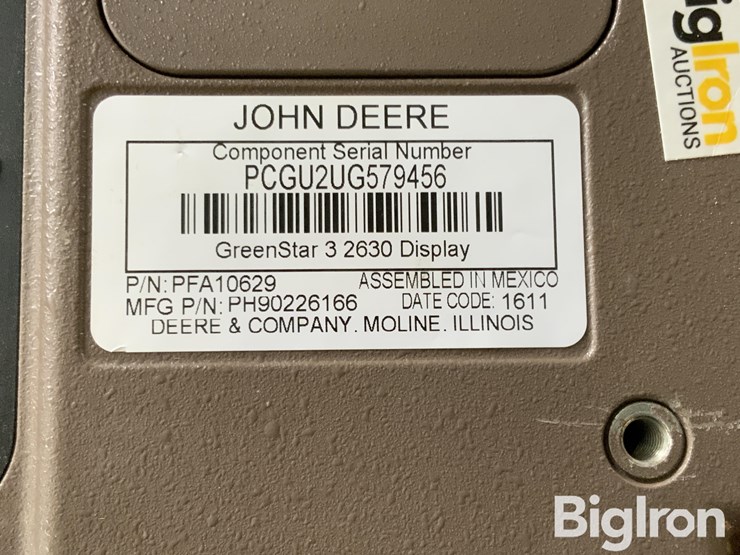 JOHN DEERE
Component Serial Number
PCGU2UG579456
GreenStar 3 2630 Display
P/N: PFA10629 ASSEMBLED IN MEXICO
MFG P/N: PH90226166 DATE CODE: 1611
DEERE & COMPANY. MOLINE. ILLINOIS
igIron
AUCTIONS
BigIron